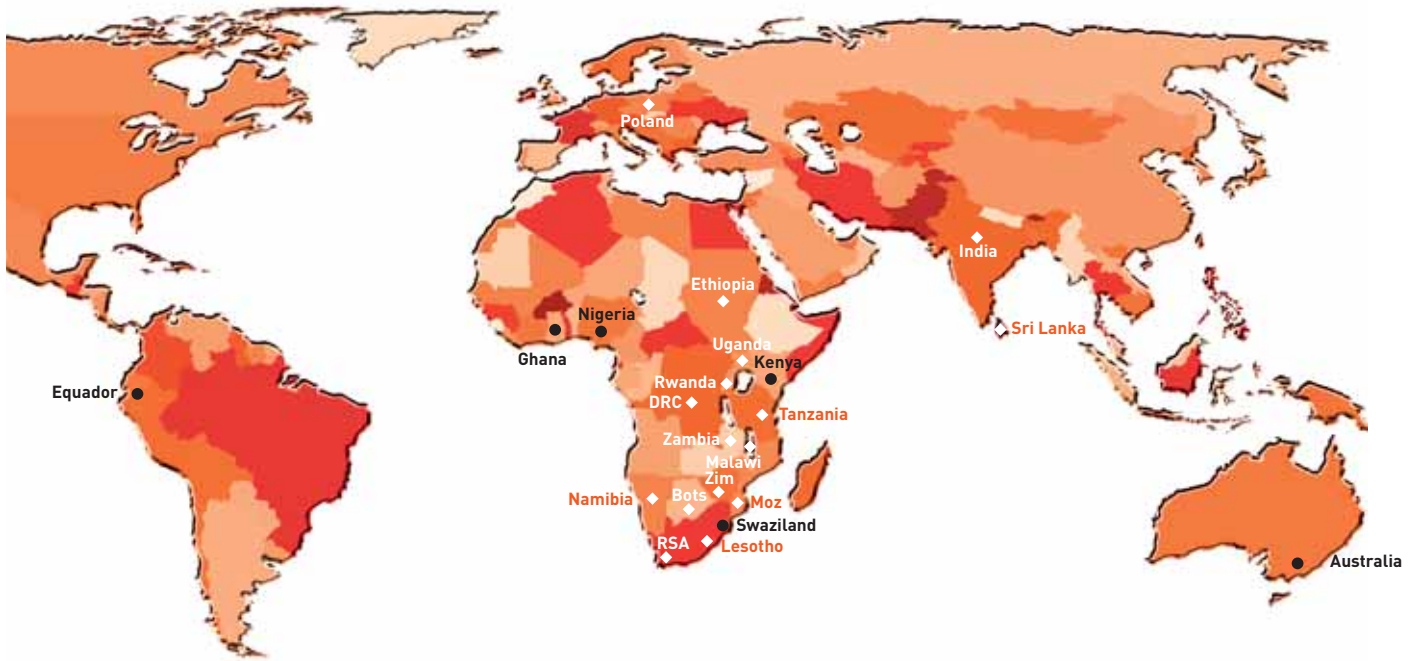 Poland
India
Ethiopia
Nigeria
Sri Lanka
Ghana
Uganda
Kenya
Rwanda
Equador
DRC
Tanzania
Zambia
Malawi
Zim
Bots
Namibia
Moz
Swaziland
RSA
Lesotho
Australia